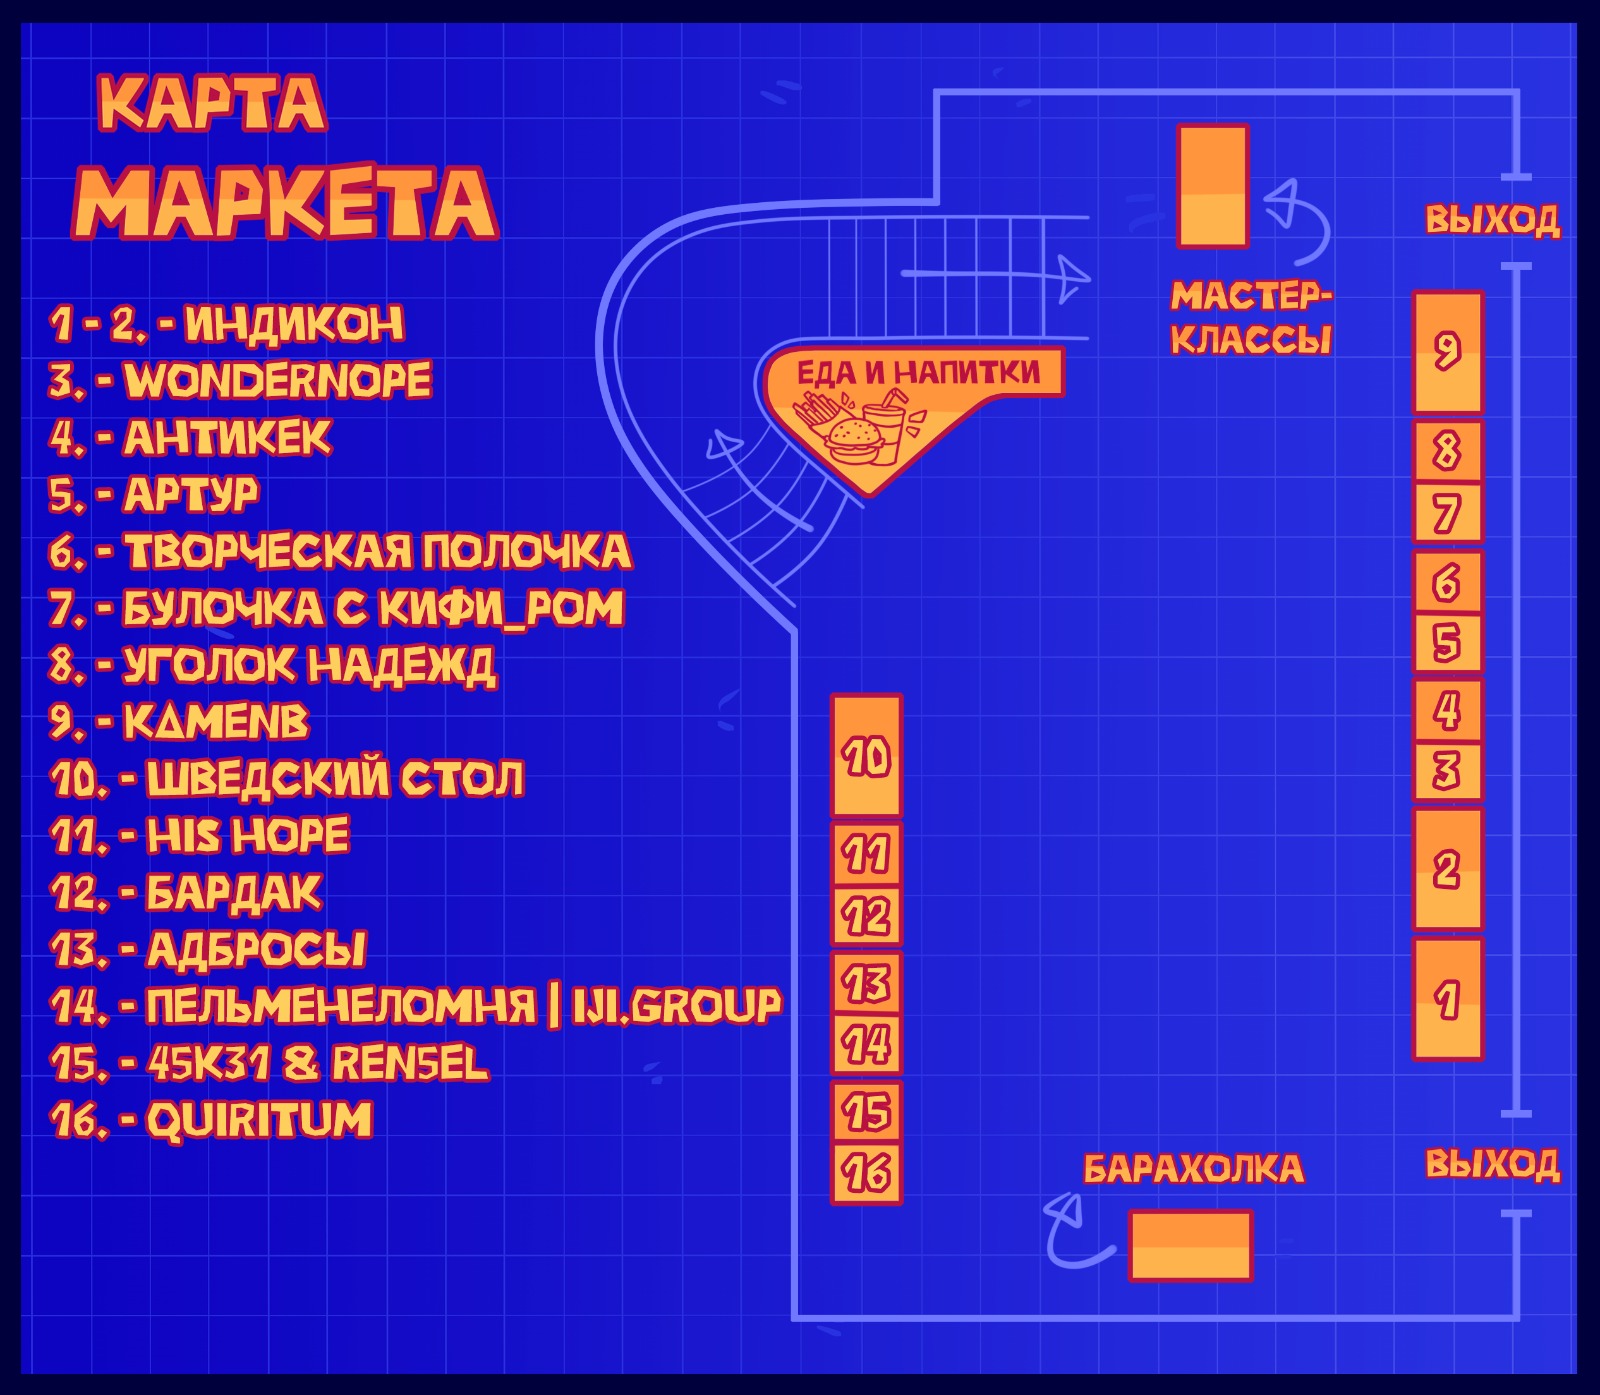 КАРТА
МАРКЕТА
1 - 2. - ИНДИКОН
3. - WONDERNOPE
4. - АНТИКЕК
5. - АРТУР
6. - ТВОРЧЕСКАЯ ПОЛОЧКА
7. - БУЛОЧКА С КИФИ_РОМ
8. - УГОЛОК НАДЕЖД
9. - KΔMENB
10. - ШВЕДСКИЙ СТОЛ
11. - HIS HOPE
12. - БАРДАК
13. - АДБРОСЫ
14. - ПЕЛЬМЕНЕЛОМНЯ | IJI.GROUP
15. - 45K31 & REN5EL
16. - QUIRITUM
ЕДА И НАПИТКИ
МАСТЕР-
КЛАССЫ
ВЫХОД
9
8
7
6
5
4
3
2
1
10
11
12
13
14
15
16
БАРАХОЛКА
ВЫХОД